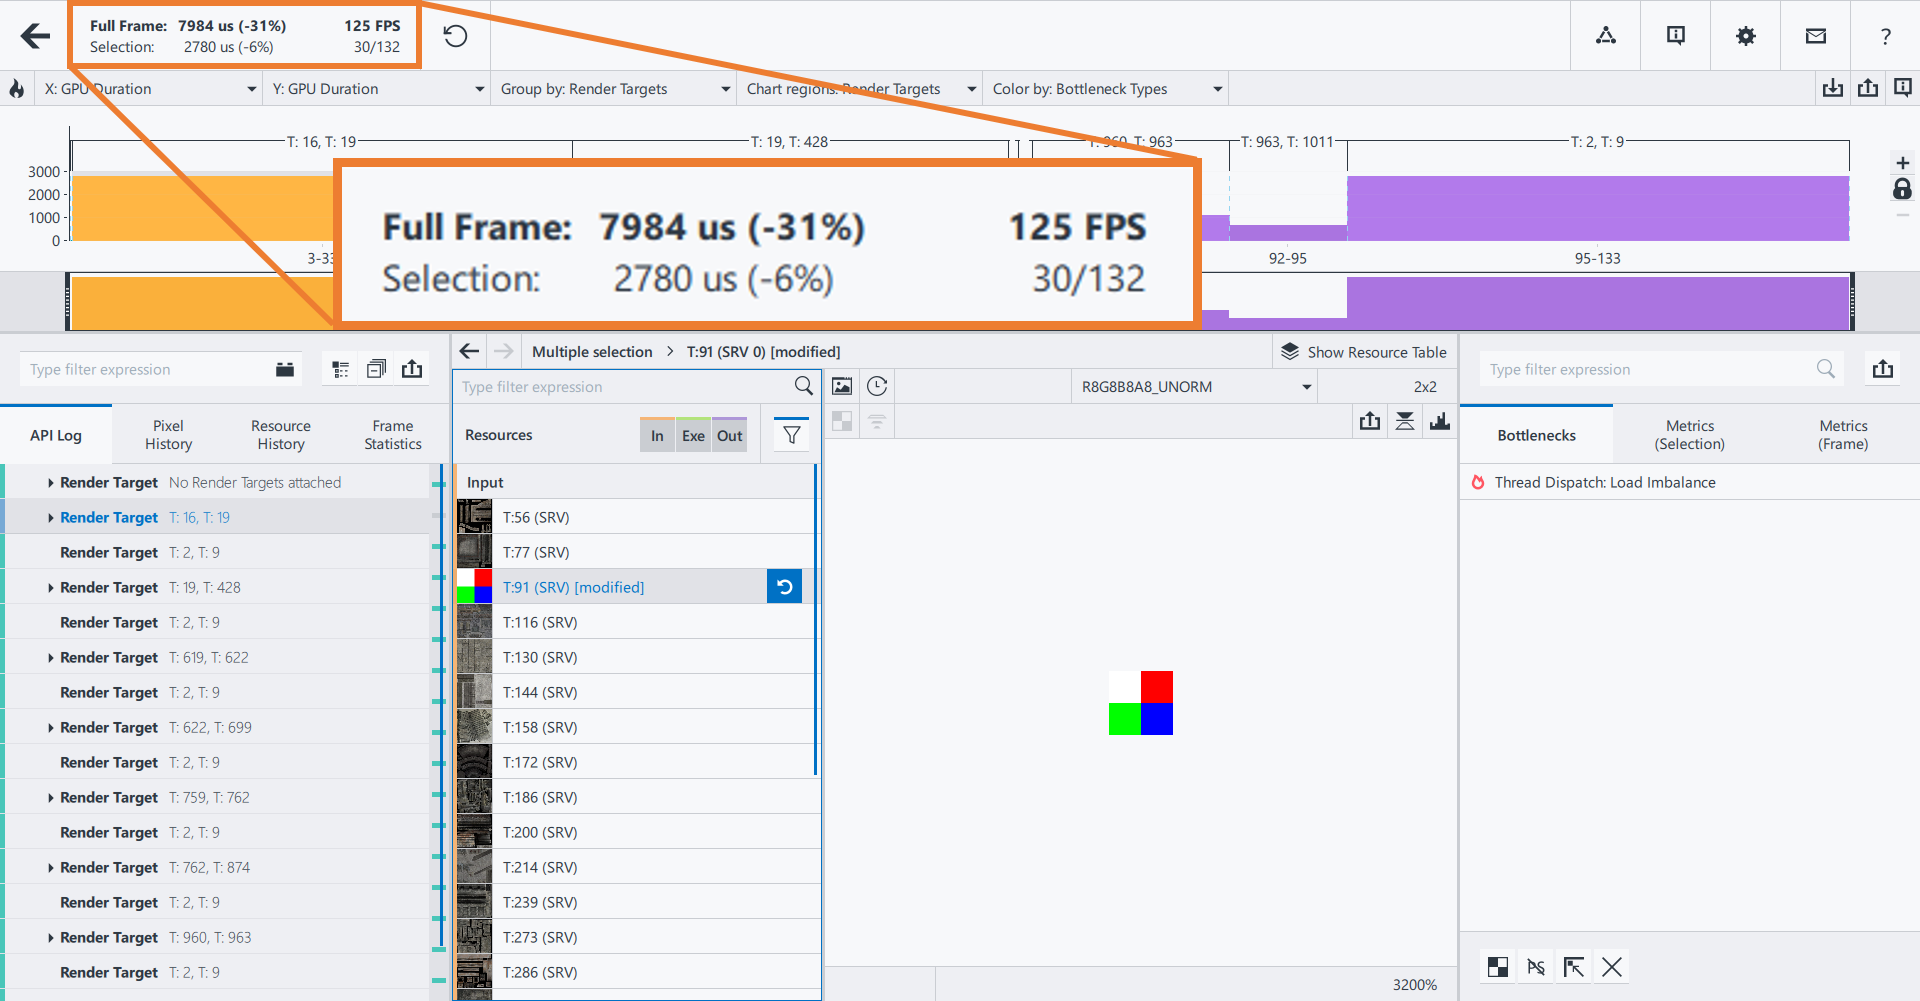 Full Frame: 7984 us (-31%) 125 FPS
Selection: 2780 us (-6%) 30/132
?
X: GPU Duration
Y: GPU Duration
Group by: Render Targets
Chart regions: Render Targets
Color by: Bottleneck Types
T: 16, T: 19
T: 19, T: 428
T: 960, T: 963
T: 963, T: 1011
T: 2, T: 9
3000
2000
1000
0
3-33
92-95
95-133
Full Frame: 7984 us (-31%) 125 FPS
Selection: 2780 us (-6%) 30/132
Type filter expression
API Log
Pixel
History
Resource
History
Frame
Statistics
Render Target No Render Targets attached
Render Target T: 16, T: 19
Render Target T: 2, T: 9
Render Target T: 19, T: 428
Render Target T: 2, T: 9
Render Target T: 619, T: 622
Render Target T: 2, T: 9
Render Target T: 622, T: 699
Render Target T: 2, T: 9
Render Target T: 759, T: 762
Render Target T: 2, T: 9
Render Target T: 762, T: 874
Render Target T: 2, T: 9
Render Target T: 960, T: 963
Render Target T: 2, T: 9
Multiple selection > T:91 (SRV 0) [modified]
Show Resource Table
Type filter expression
Resources
In Exe Out
Input
T:56 (SRV)
T:77 (SRV)
T:91 (SRV) [modified]
T:116 (SRV)
T:130 (SRV)
T:144 (SRV)
T:158 (SRV)
T:172 (SRV)
T:186 (SRV)
T:200 (SRV)
T:214 (SRV)
T:239 (SRV)
T:273 (SRV)
T:286 (SRV)
R8G8B8A8_UNORM
2x2
3200%
Type filter expression
Bottlenecks
Metrics
(Selection)
Metrics
(Frame)
Thread Dispatch: Load Imbalance
PS